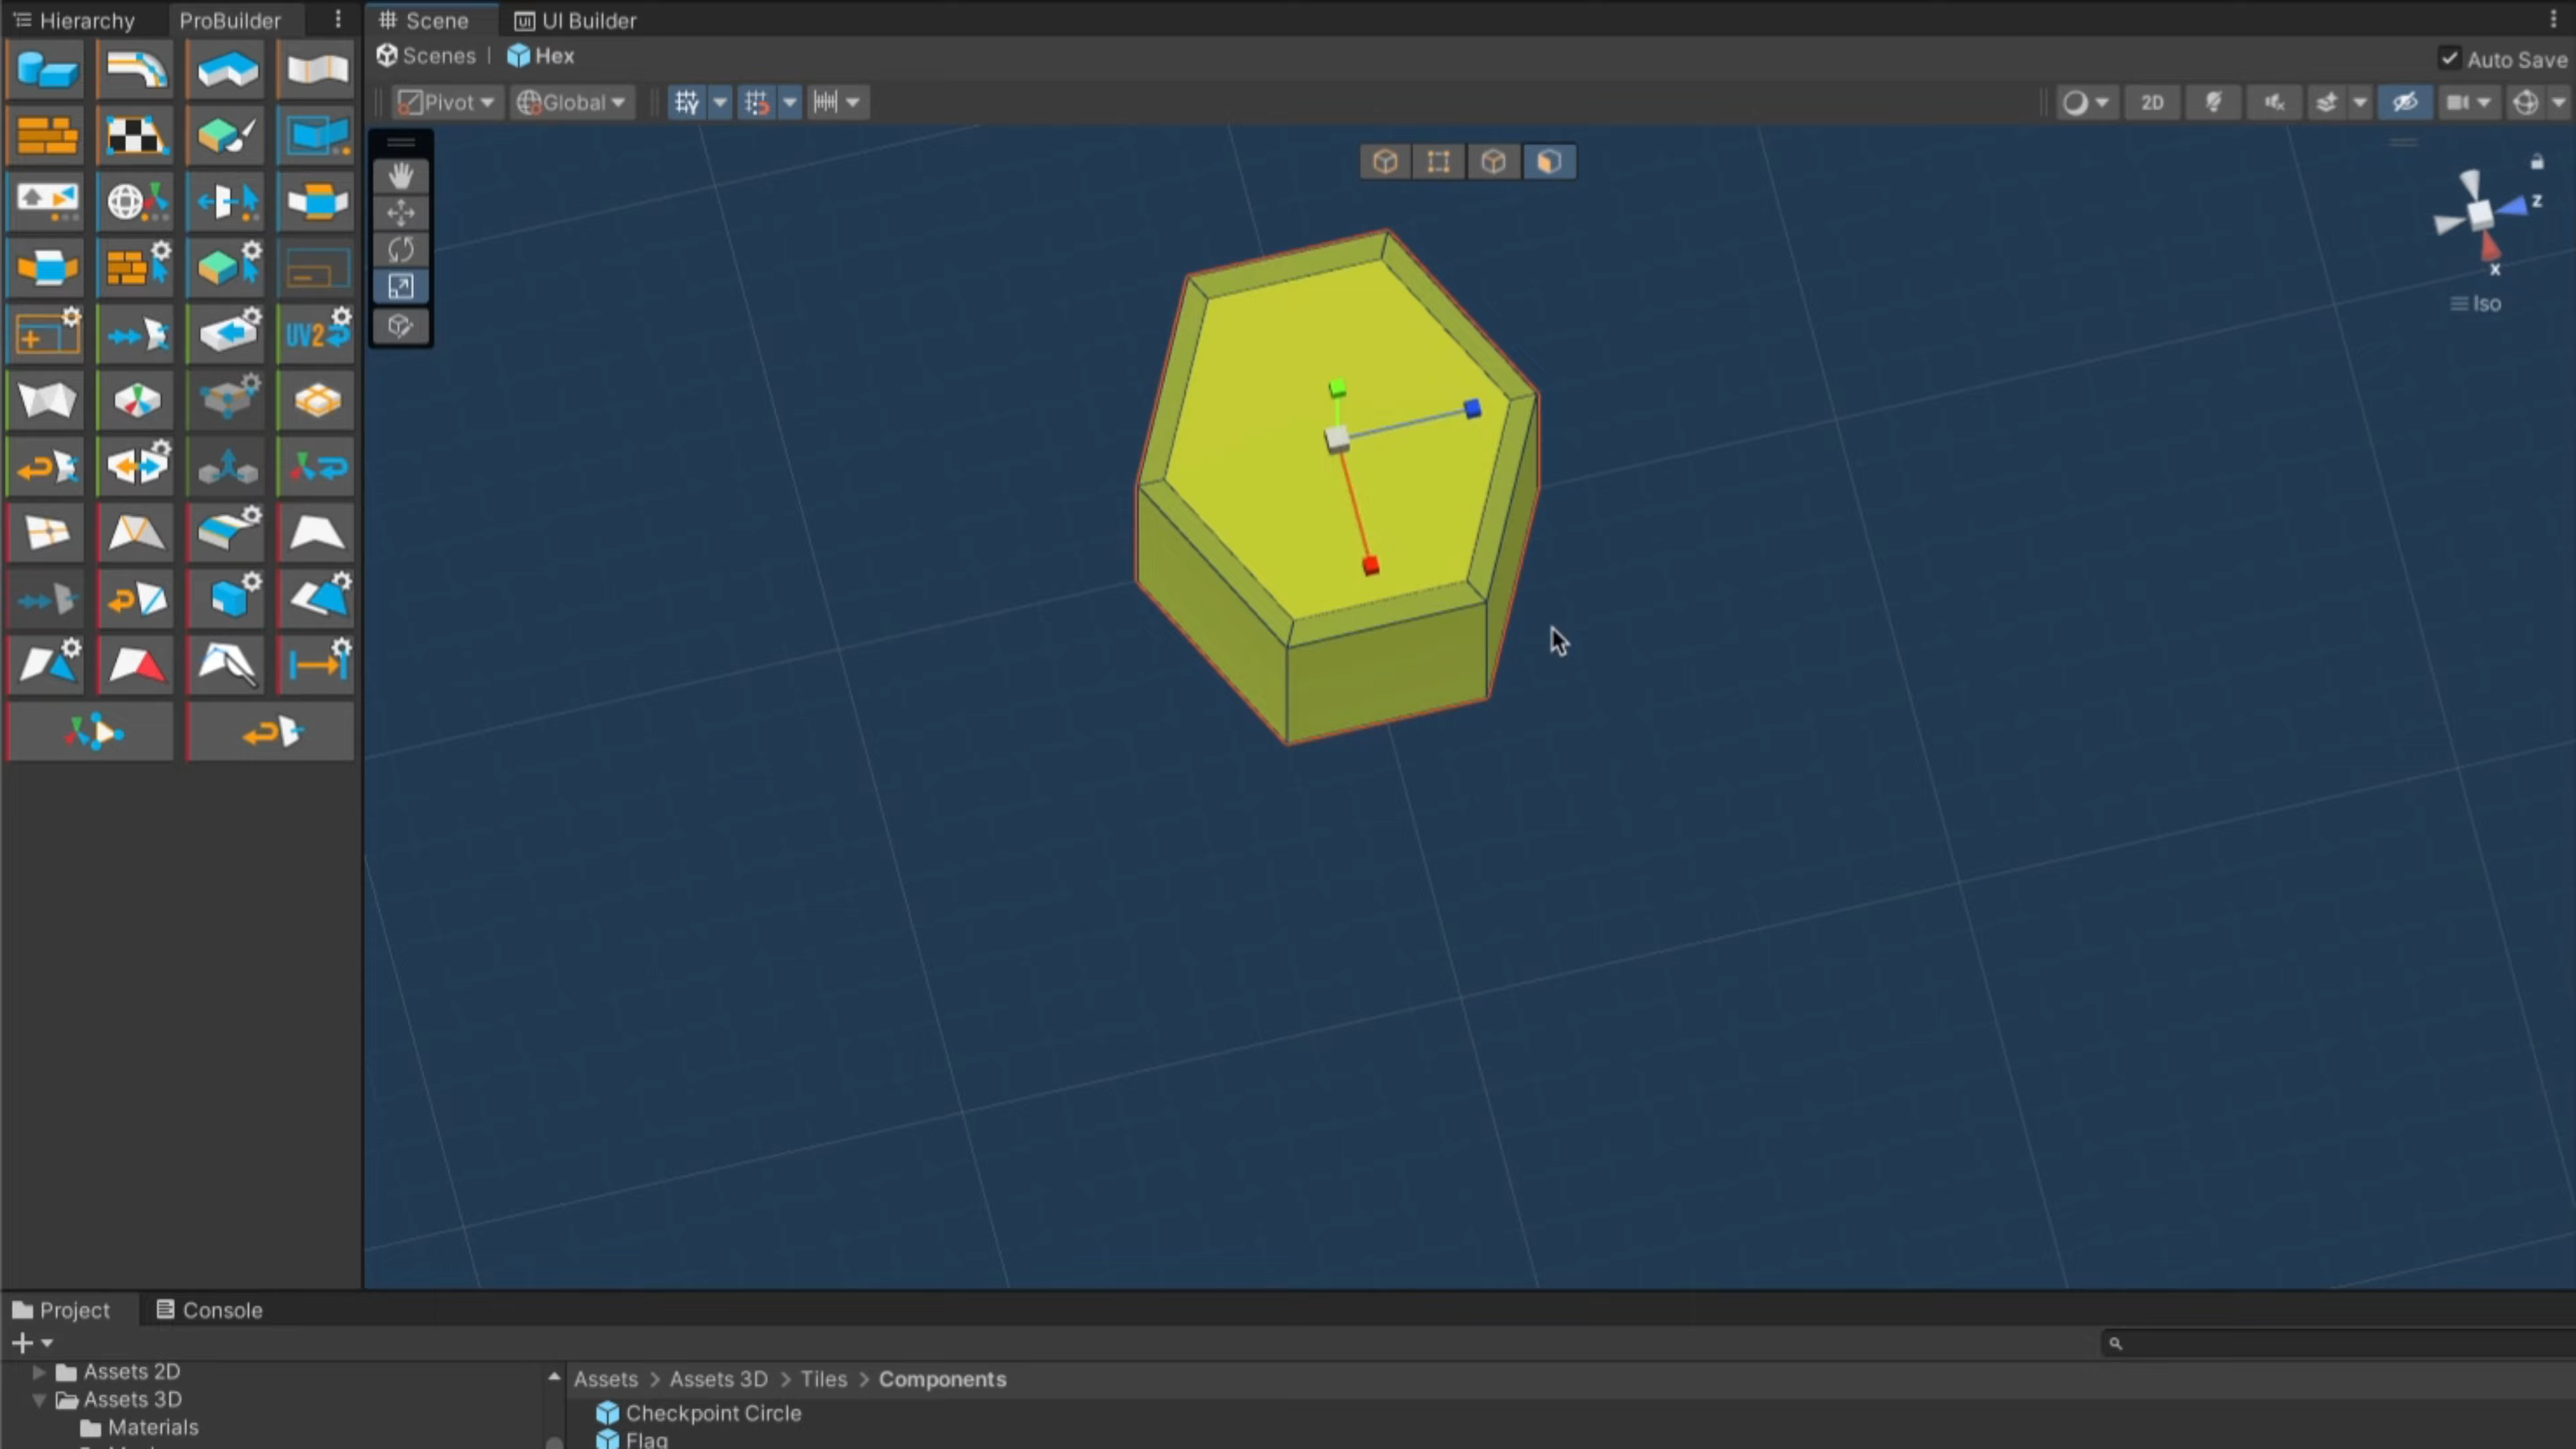 Hierarchy
ProBuilder
Scene
UI Builder
Scenes
Hex
Auto Save
Pivot
Global
2D
z
x
Iso
UV2
Project
Console
Assets 2D
Assets 3D
Materials
Assets > Assets 3D > Tiles > Components
Checkpoint Circle
Flag